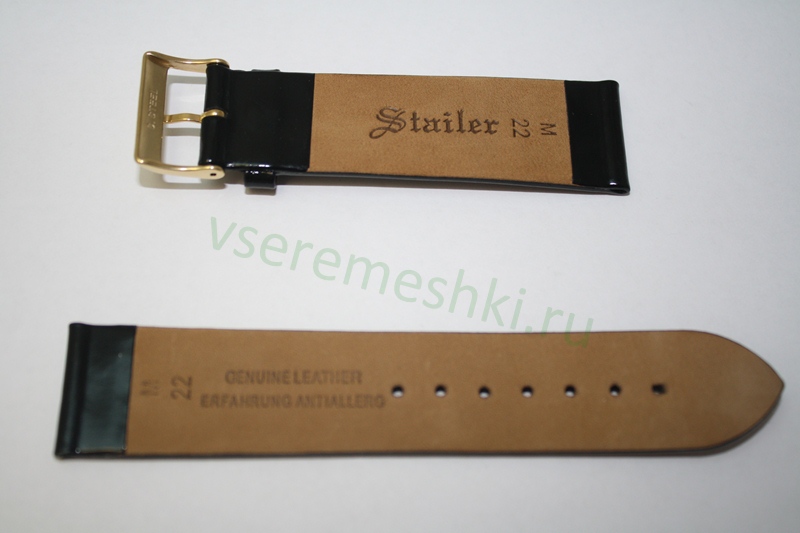 Stailer
M
22
vseremeshki.ru
M
22
GENUINE LEATHER
ERFAHRUNG ANTIALLERG